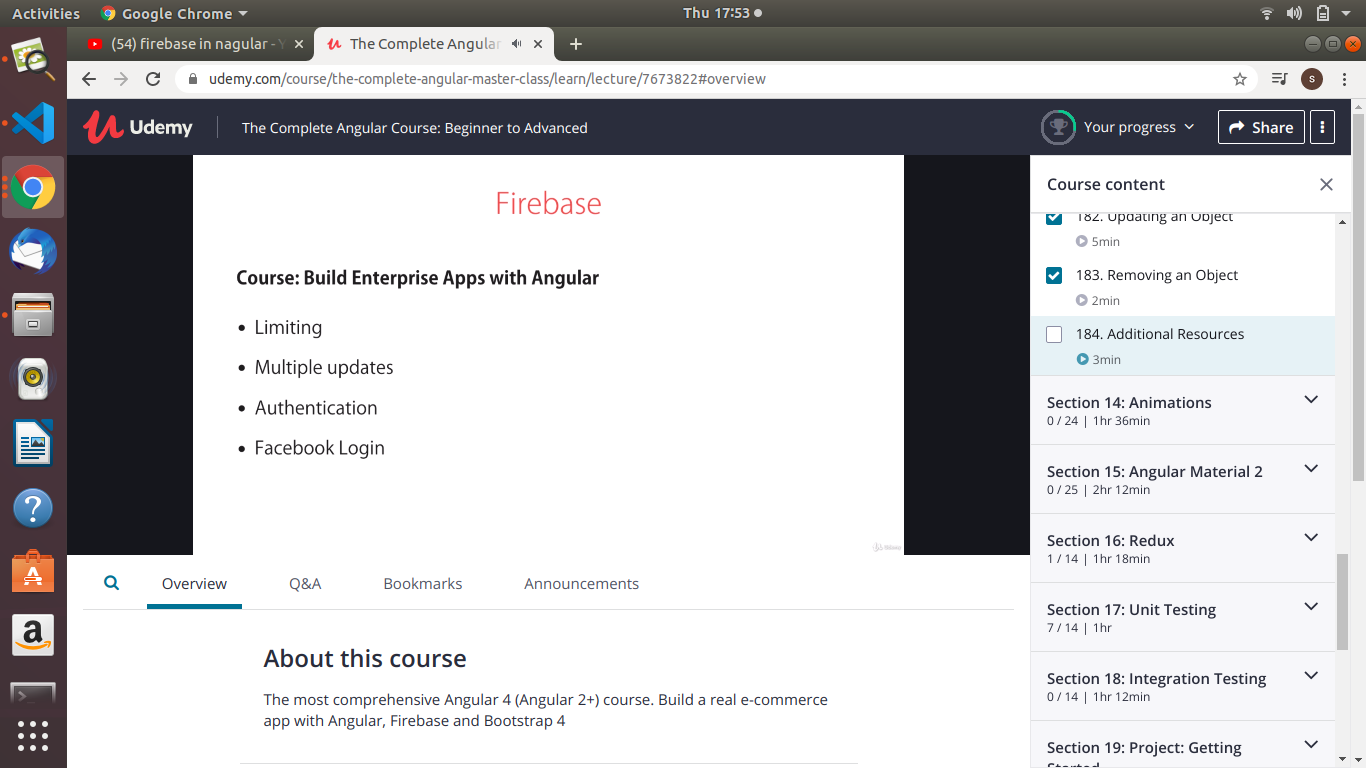 Activities
Google Chrome
Thu 17:53
(54) firebase in nagular - Y
The Complete Angular
udemy.com/course/the-complete-angular-master-class/learn/lecture/7673822#overview
S
Udemy
The Complete Angular Course: Beginner to Advanced
Your progress
Share
Firebase
Course: Build Enterprise Apps with Angular
• Limiting
• Multiple updates
• Authentication
• Facebook Login
Udemy
Course content
182. Updating an Object
5min
183. Removing an Object
2min
184. Additional Resources
3min
Section 14: Animations
0 / 24 | 1hr 36min
Section 15: Angular Material 2
0 / 25 | 2hr 12min
Section 16: Redux
1 / 14 | 1hr 18min
Section 17: Unit Testing
7 / 14 | 1hr
Section 18: Integration Testing
0 / 14 | 1hr 12min
Section 19: Project: Getting
Started
Overview
Q&A
Bookmarks
Announcements
About this course
The most comprehensive Angular 4 (Angular 2+) course. Build a real e-commerce
app with Angular, Firebase and Bootstrap 4